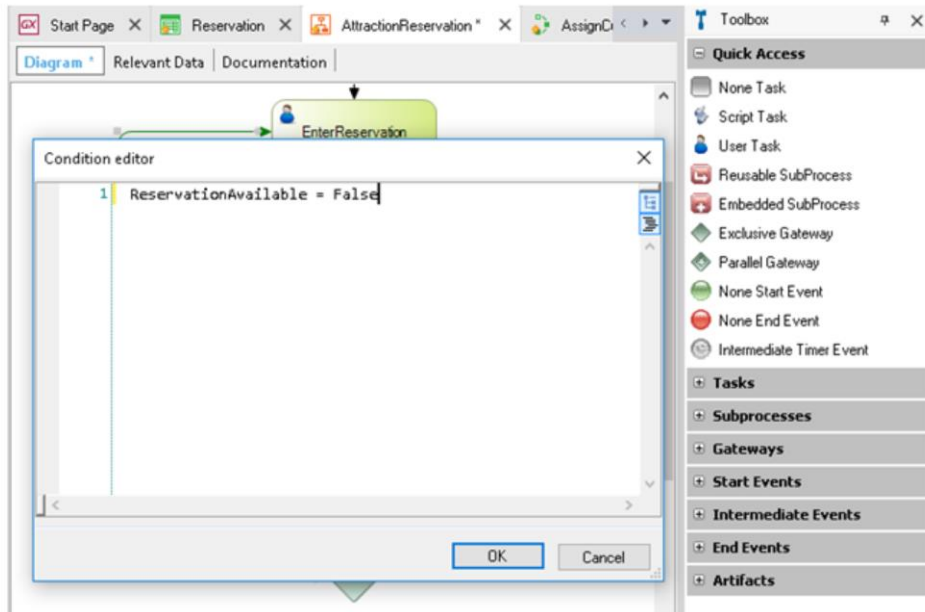 GX Start Page Reservation AttractionReservation * AssignC
Diagram * Relevant Data Documentation
EnterReservation
Condition editor
1 ReservationAvailable = False
OK Cancel
Toolbox
Quick Access
None Task
Script Task
User Task
Reusable SubProcess
Embedded SubProcess
Exclusive Gateway
Parallel Gateway
None Start Event
None End Event
Intermediate Timer Event
Tasks
Subprocesses
Gateways
Start Events
Intermediate Events
End Events
Artifacts